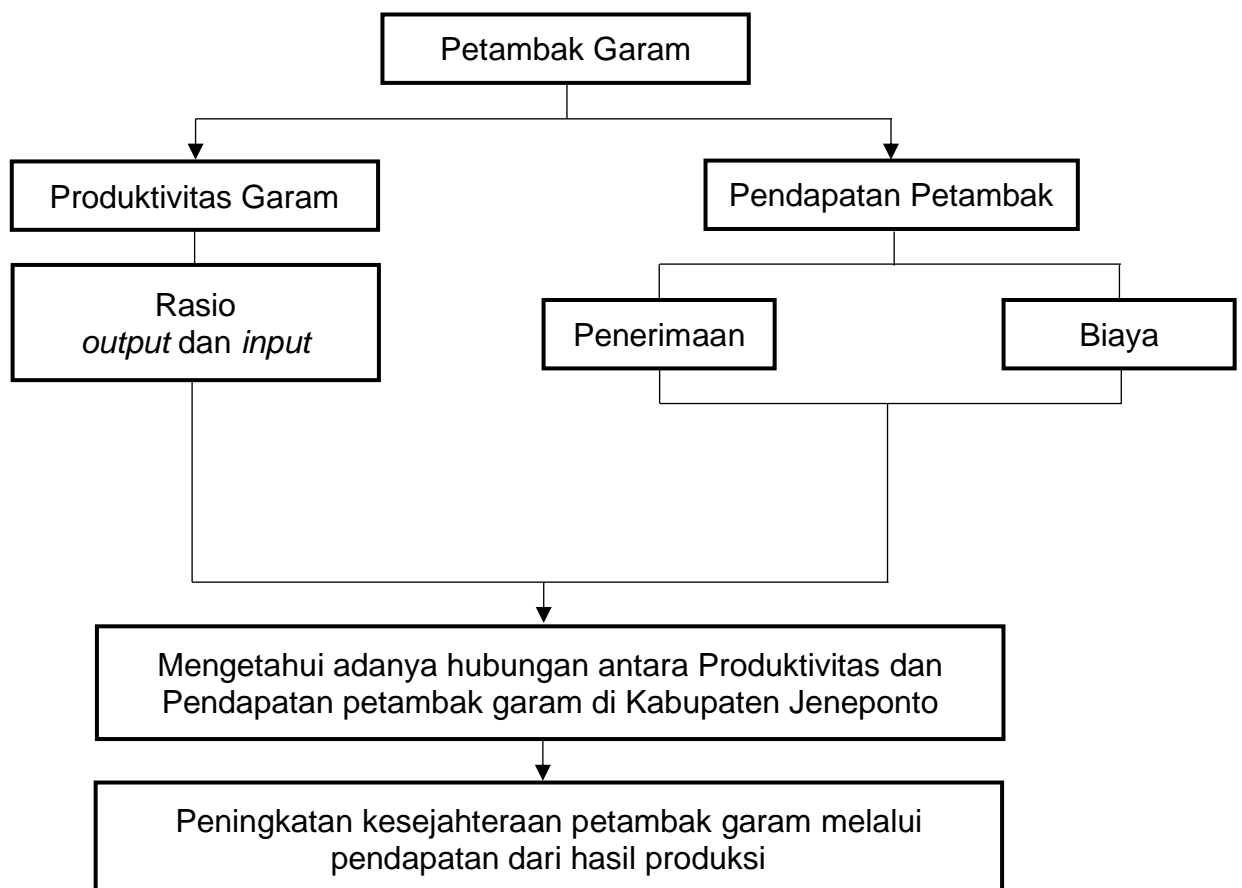 Petambak Garam
Produktivitas Garam
Pendapatan Petambak
Rasio
output dan input
Penerimaan
Biaya
Mengetahui adanya hubungan antara Produktivitas dan
Pendapatan petambak garam di Kabupaten Jeneponto
Peningkatan kesejahteraan petambak garam melalui
pendapatan dari hasil produksi